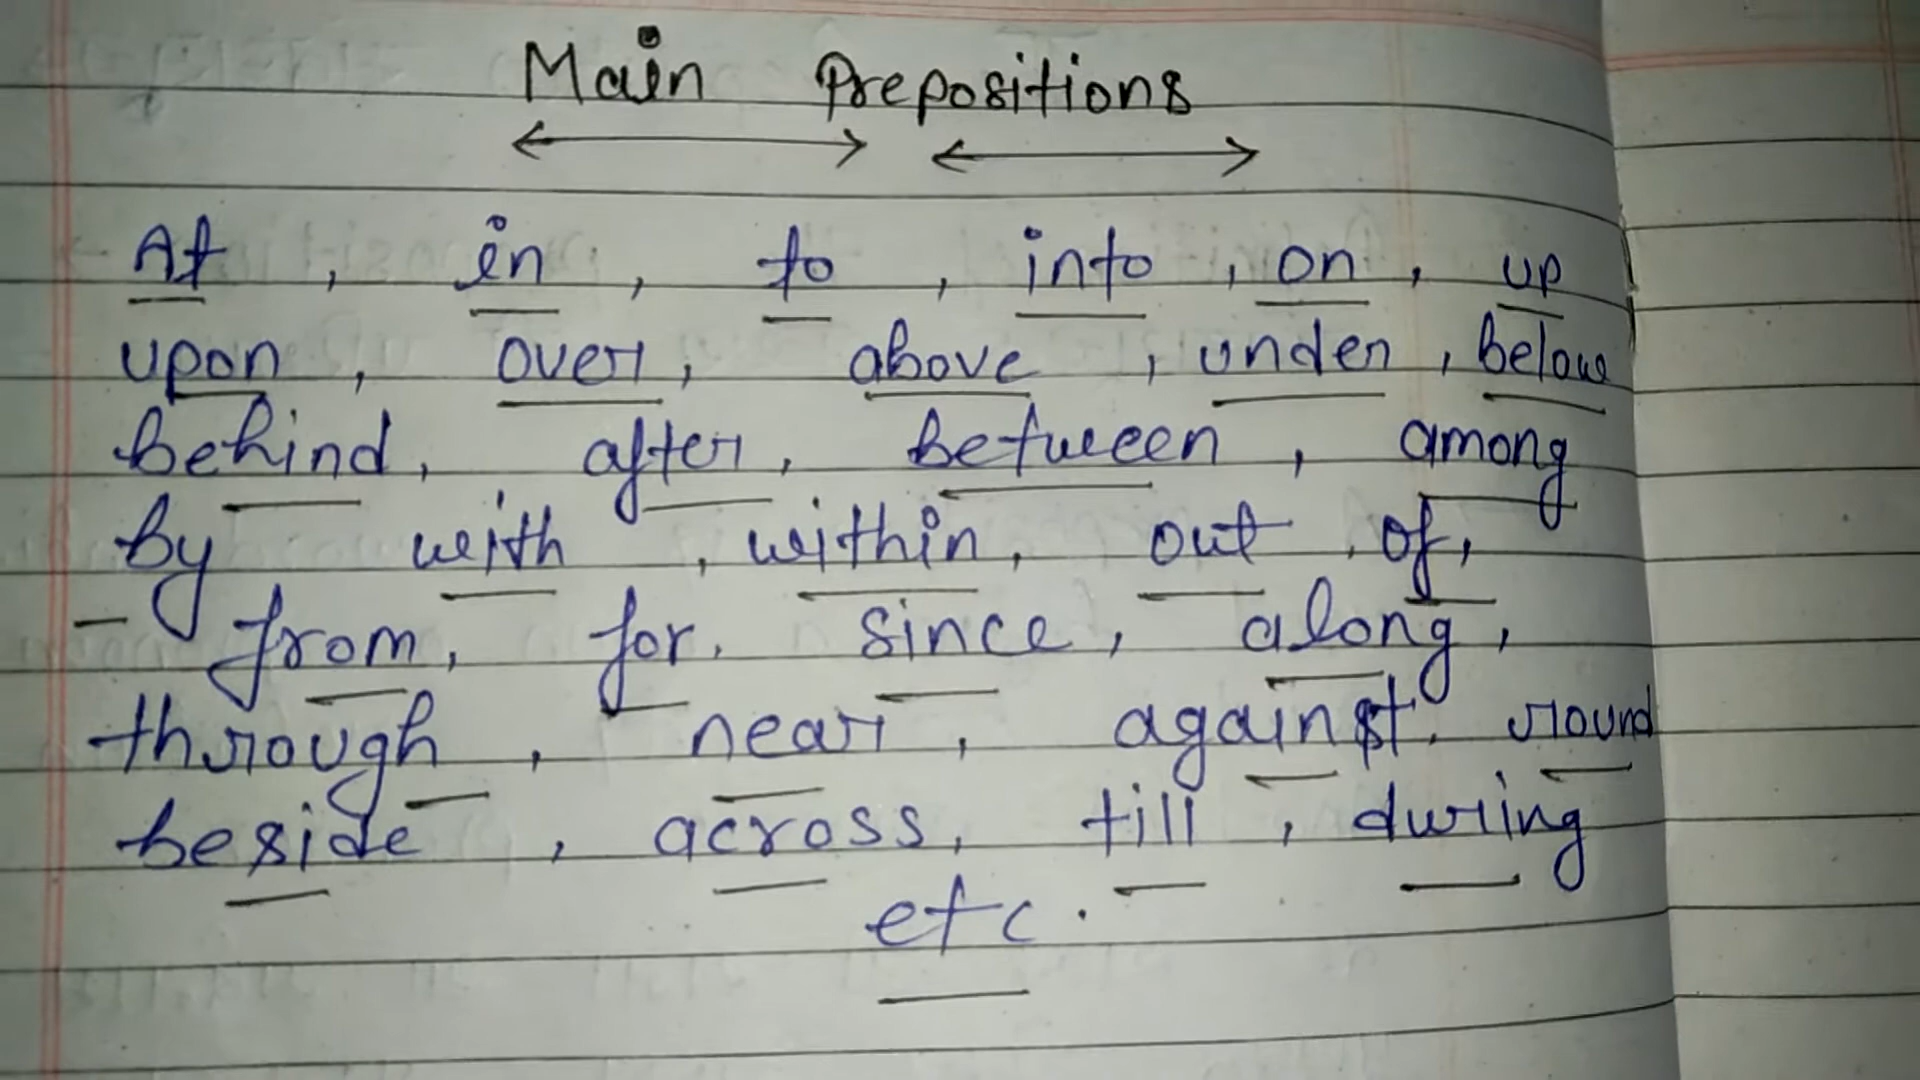 Main Prepositions
At, in, to, into, on, up
upon, over, above, under, below
behind, after, between, among
by with, within, out, of,
from, for, since, along,
through, near, against, round
beside, across, till, during
etc.